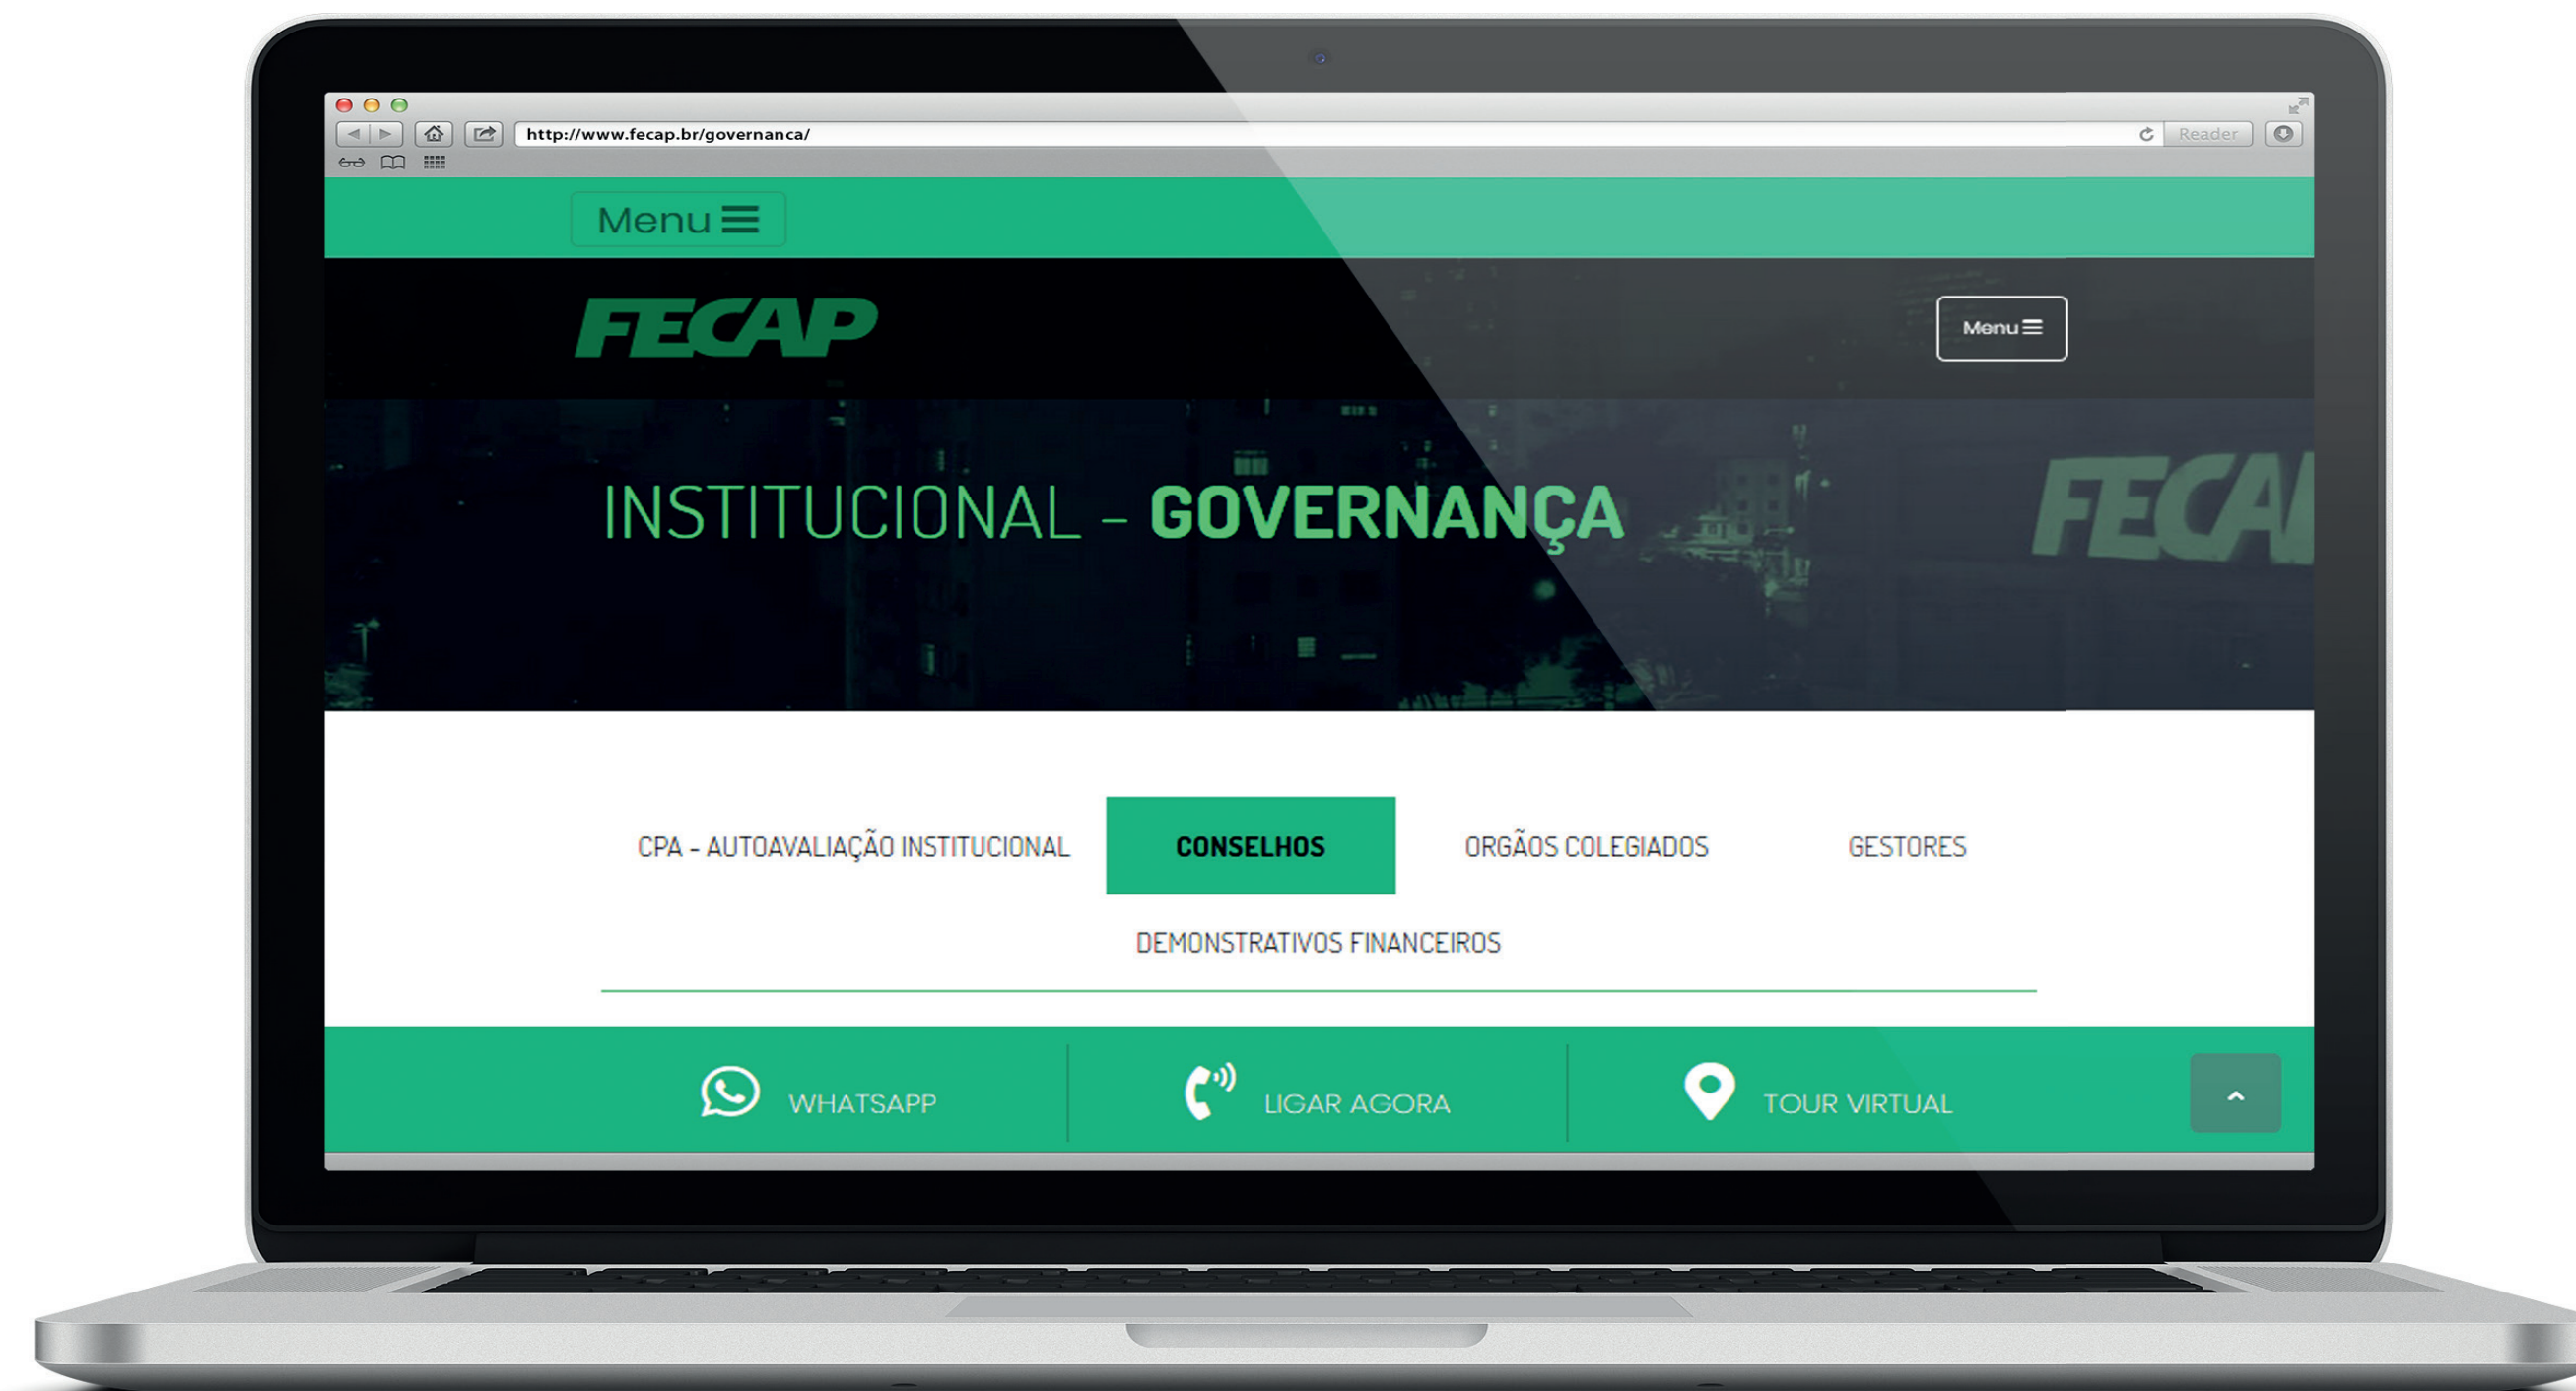 http://www.fecap.br/governanca/
Reader
Menu
FECAP
Menu
FECA
INSTITUCIONAL - GOVERNANÇA
CPA - AUTOAVALIAÇÃO INSTITUCIONAL
CONSELHOS
ORGÃOS COLEGIADOS
GESTORES
DEMONSTRATIVOS FINANCEIROS
WHATSAPP
LIGAR AGORA
TOUR VIRTUAL